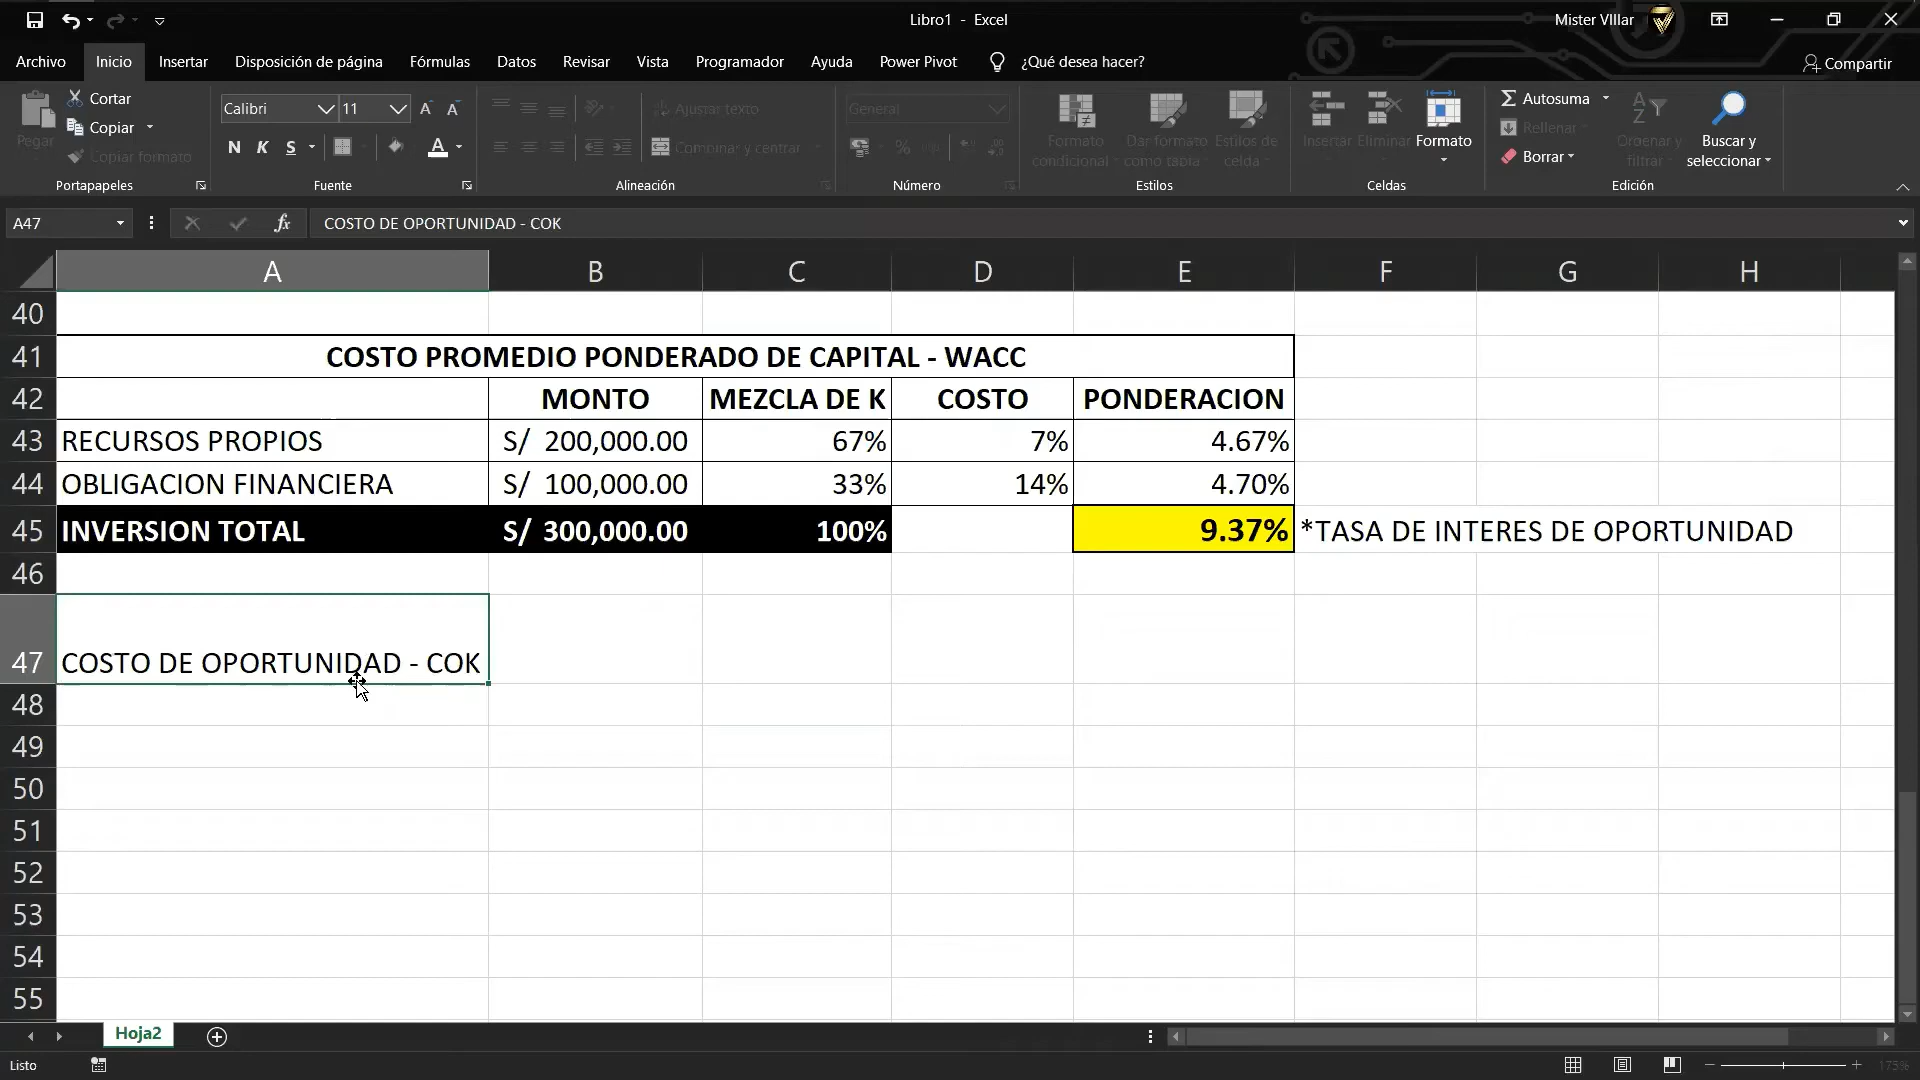 Libro1 - Excel
Mister VIllar
Archivo Inicio Insertar Disposición de página Fórmulas Datos Revisar Vista Programador Ayuda Power Pivot ¿Qué desea hacer? Compartir
Pegar
Cortar
Copiar
Copiar formato
Portapapeles
Calibri 11
N K S
Fuente
Ajustar texto
Combinar y centrar
Alineación
General
Número
Formato condicional
Dar formato como tabla
Estilos de celda
Estilos
Insertar Eliminar Formato
Celdas
Autosuma
Rellenar
Borrar
Ordenar y filtrar
Buscar y seleccionar
Edición
A47 fx COSTO DE OPORTUNIDAD - COK
A B C D E F G H
40
41 COSTO PROMEDIO PONDERADO DE CAPITAL - WACC
42 MONTO MEZCLA DE K COSTO PONDERACION
43 RECURSOS PROPIOS S/ 200,000.00 67% 7% 4.67%
44 OBLIGACION FINANCIERA S/ 100,000.00 33% 14% 4.70%
45 INVERSION TOTAL S/ 300,000.00 100% 9.37% *TASA DE INTERES DE OPORTUNIDAD
46
47 COSTO DE OPORTUNIDAD - COK
48
49
50
51
52
53
54
55
Hoja2
Listo
175%